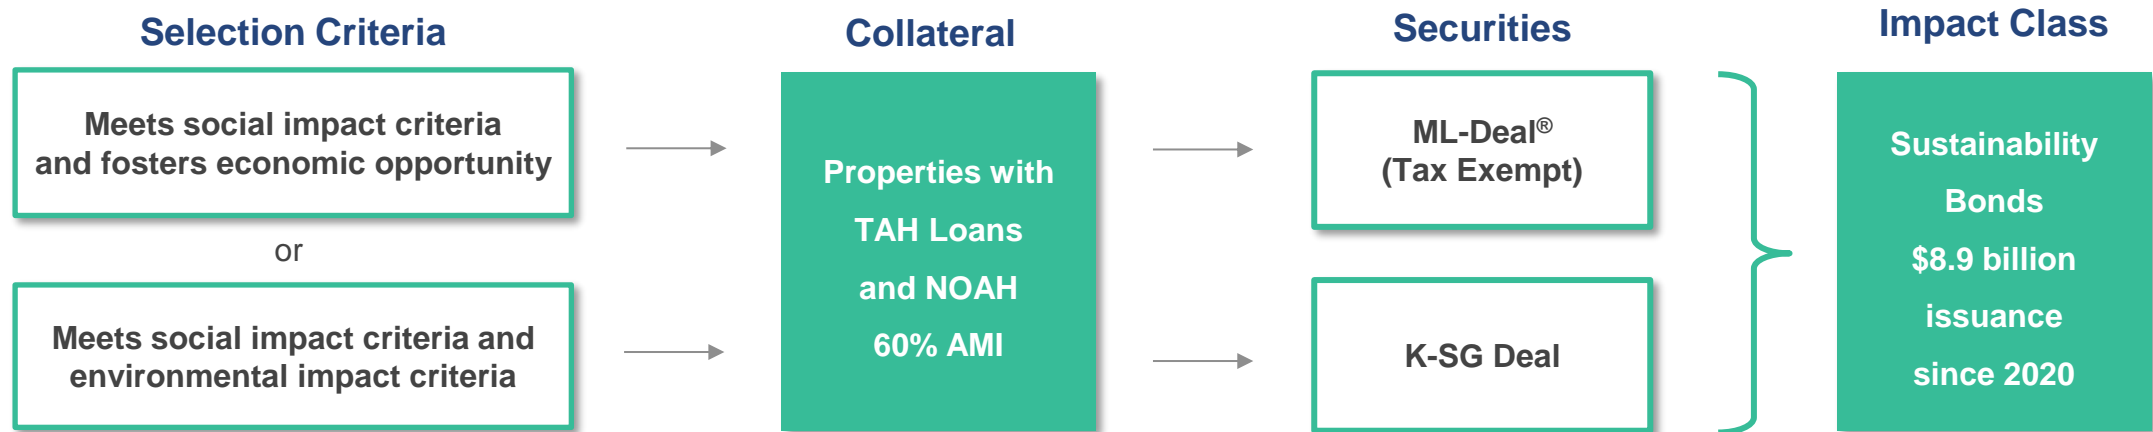 Selection Criteria
Meets social impact criteria
and fosters economic opportunity
or
Meets social impact criteria and
environmental impact criteria
Collateral
Properties with
TAH Loans
and NOAH
60% AMI
Securities
ML-Deal®
(Tax Exempt)
K-SG Deal
Impact Class
Sustainability
Bonds
$8.9 billion
issuance
since 2020